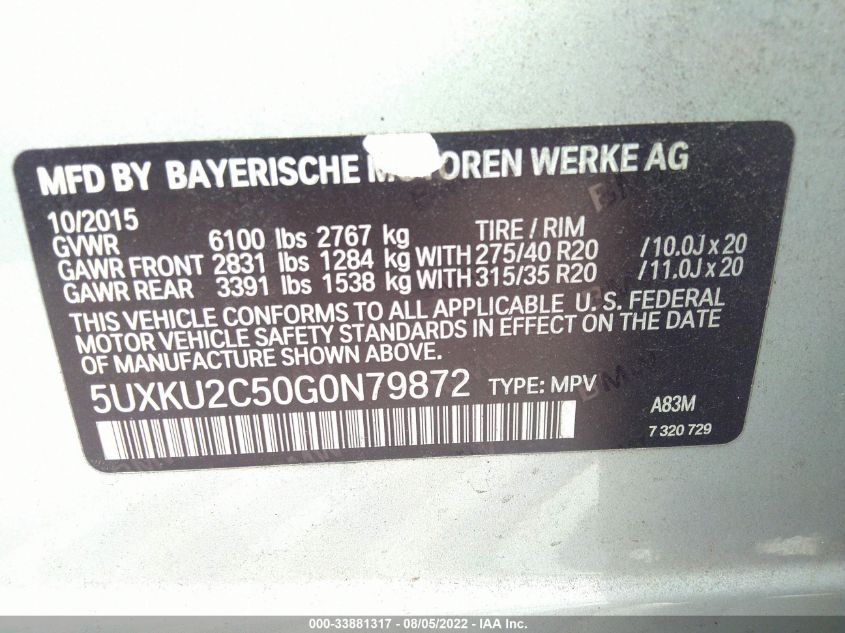 MFD BY BAYERISCHE M OREN WERKE AG
10/2015
GVWR 6100 lbs 2767 kg TIRE / RIM
GAWR FRONT 2831 lbs 1284 kg WITH 275/40 R20 /10.0J x 20
GAWR REAR 3391 lbs 1538 kg WITH 315/35 R20 /11.0J x 20
THIS VEHICLE CONFORMS TO ALL APPLICABLE U. S. FEDERAL
MOTOR VEHICLE SAFETY STANDARDS IN EFFECT ON THE DATE
OF MANUFACTURE SHOWN ABOVE.
5UXKU2C50G0N79872 TYPE: MPV A83M
7 320 729
000-33881317 - 08/05/2022 - IAA Inc.